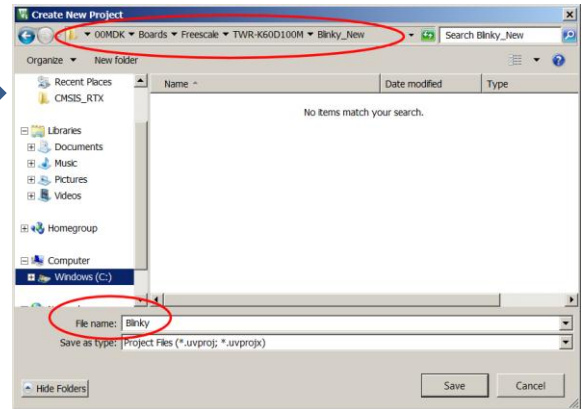 Create New Project
00MDK ▾ Boards ▾ Freescale ▾ TWR-K60D100M ▾ Blinky_New
Search Blinky_New
Organize ▾ New folder
Recent Places
CMSIS_RTX
Name
Date modified
Type
No items match your search.
Libraries
Documents
Music
Pictures
Videos
Homegroup
Computer
Windows (C:)
File name: Blinky
Save as type: Project Files (*.uvproj; *.uvprojx)
Hide Folders
Save
Cancel